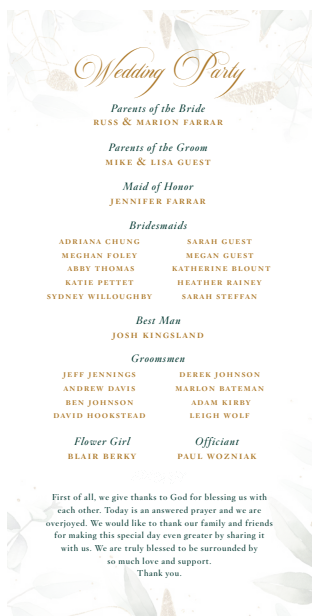 Wedding Party
Parents of the Bride
RUSS & MARION FARRAR
Parents of the Groom
MIKE & LISA GUEST
Maid of Honor
JENNIFER FARRAR
Bridesmaids
ADRIANA CHUNG SARAH GUEST
MEGHAN FOLEY MEGAN GUEST
ABBY THOMAS KATHERINE BLOUNT
KATIE PETTET HEATHER RAINEY
SYDNEY WILLOUGHBY SARAH STEFFAN
Best Man
JOSH KINGSLAND
Groomsmen
JEFF JENNINGS DEREK JOHNSON
ANDREW DAVIS MARLON BATEMAN
BEN JOHNSON ADAM KIRBY
DAVID HOOKSTEAD LEIGH WOLF
Flower Girl Officiant
BLAIR BERKY PAUL WOZNIAK
First of all, we give thanks to God for blessing us with
each other. Today is an answered prayer and we are
overjoyed. We would like to thank our family and friends
for making this special day even greater by sharing it
with us. We are truly blessed to be surrounded by
so much love and support.
Thank you.